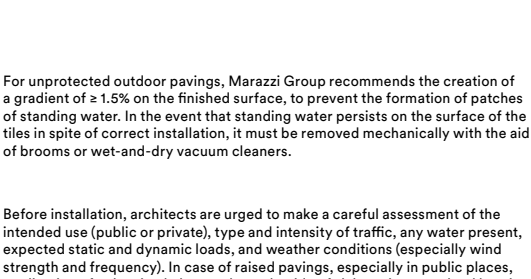 For unprotected outdoor pavings, Marazzi Group recommends the creation of
a gradient of ≥ 1.5% on the finished surface, to prevent the formation of patches
of standing water. In the event that standing water persists on the surface of the
tiles in spite of correct installation, it must be removed mechanically with the aid
of brooms or wet-and-dry vacuum cleaners.
Before installation, architects are urged to make a careful assessment of the
intended use (public or private), type and intensity of traffic, any water present,
expected static and dynamic loads, and weather conditions (especially wind
strength and frequency). In case of raised pavings, especially in public places,